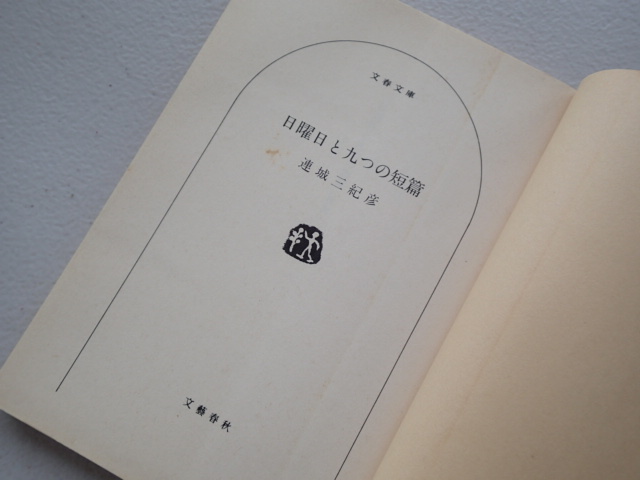 文春文庫
日曜日と九つの短篇
連城三紀彦
文藝春秋